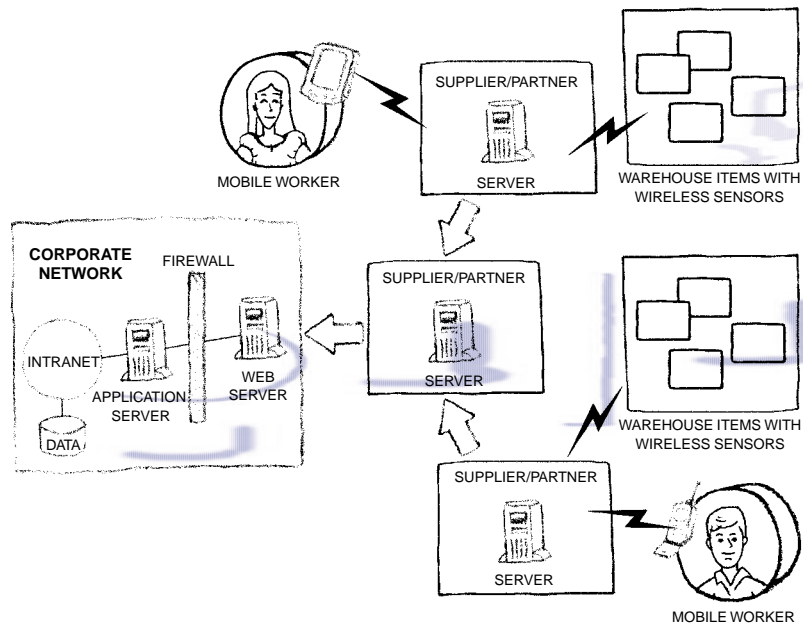 SUPPLIER/PARTNER
SERVER
MOBILE WORKER
WAREHOUSE ITEMS WITH
WIRELESS SENSORS
CORPORATE
NETWORK
FIREWALL
INTRANET
APPLICATION
SERVER
WEB
SERVER
DATA
SUPPLIER/PARTNER
SERVER
WAREHOUSE ITEMS WITH
WIRELESS SENSORS
SUPPLIER/PARTNER
SERVER
MOBILE WORKER